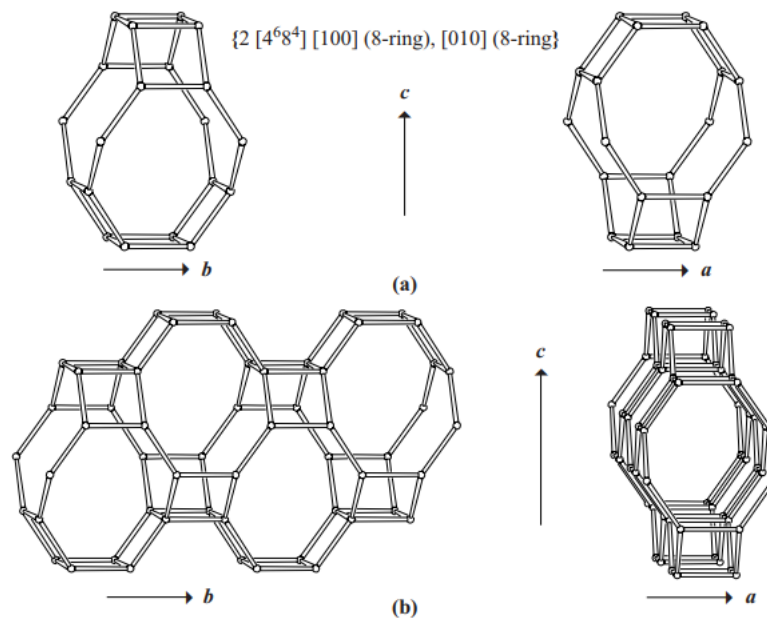 {2 [4⁶8⁴] [100] (8-ring), [010] (8-ring}
c
b
a
(a)
c
c
b
a
(b)